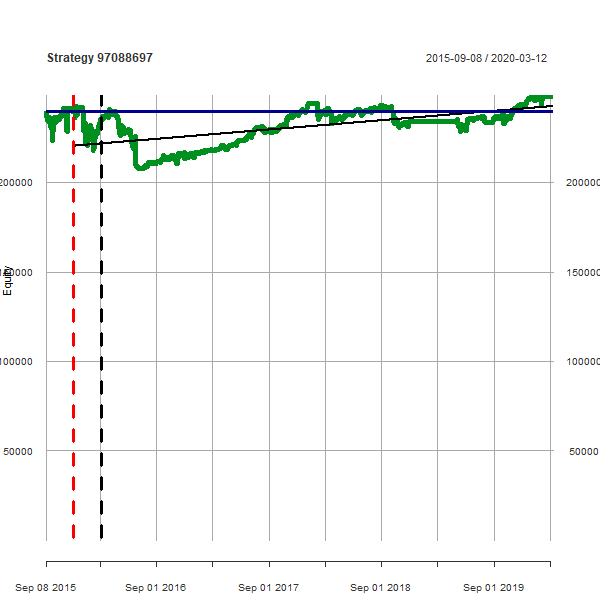 Strategy 97088697
2015-09-08 / 2020-03-12
200000 200000
150000 150000
Equity
100000 100000
50000 50000
Sep 08 2015 Sep 01 2016 Sep 01 2017 Sep 01 2018 Sep 01 2019